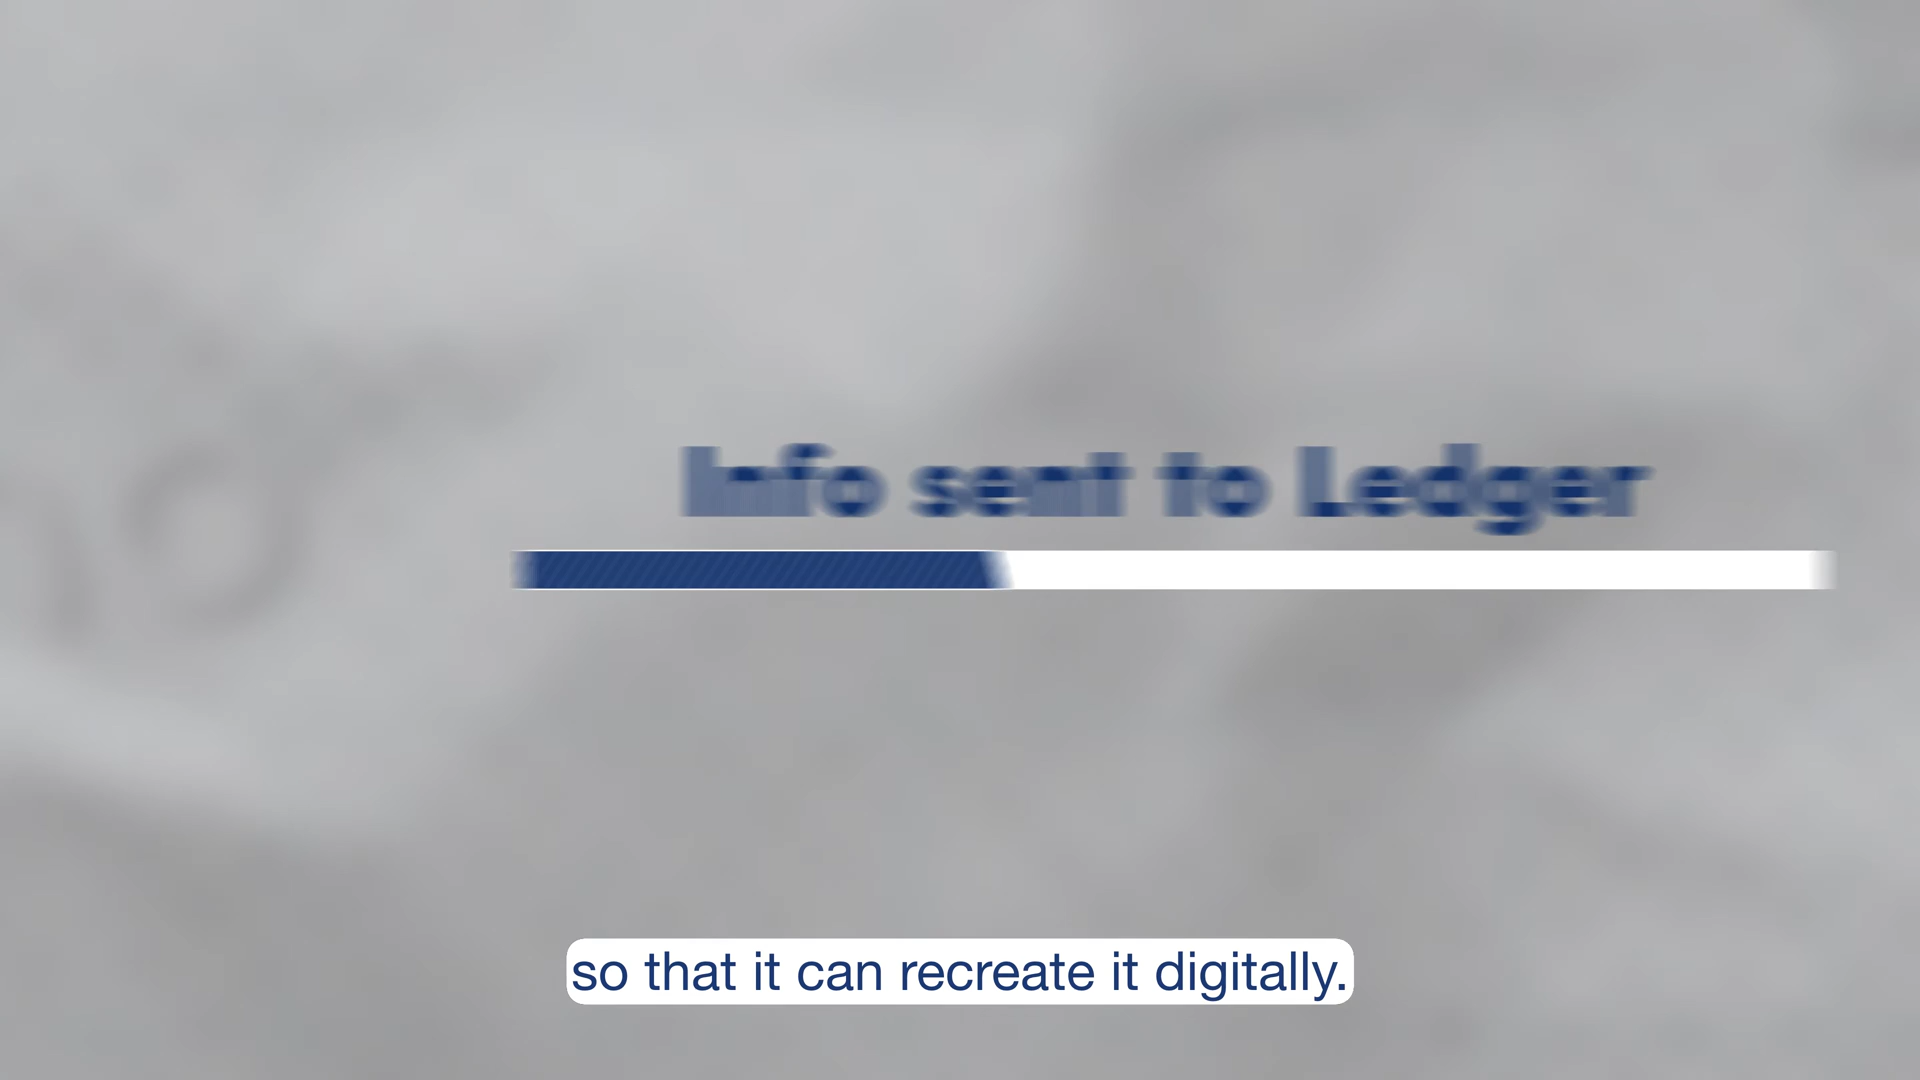 Info sent to Ledger
so that it can recreate it digitally.